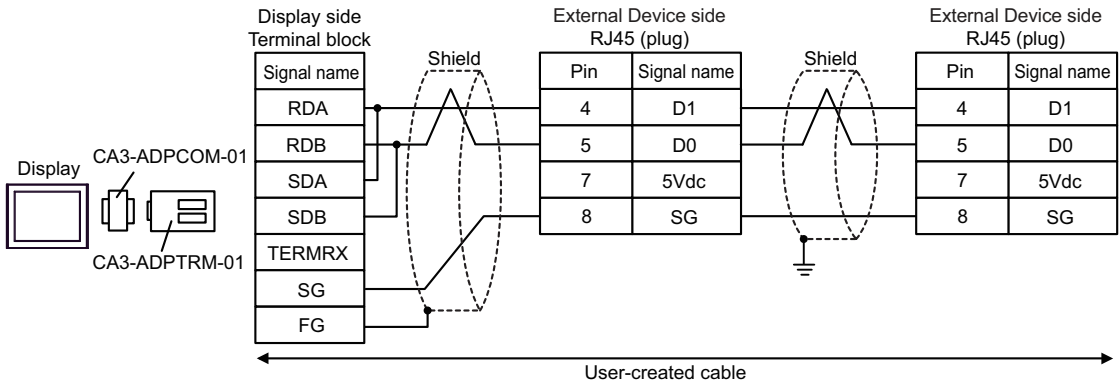 Display side
Terminal block
External Device side
RJ45 (plug)
External Device side
RJ45 (plug)
Shield
Shield
Signal name
RDA
RDB
SDA
SDB
TERMRX
SG
FG
Pin Signal name
4 D1
5 D0
7 5Vdc
8 SG
Pin Signal name
4 D1
5 D0
7 5Vdc
8 SG
Display
CA3-ADPCOM-01
CA3-ADPTRM-01
User-created cable